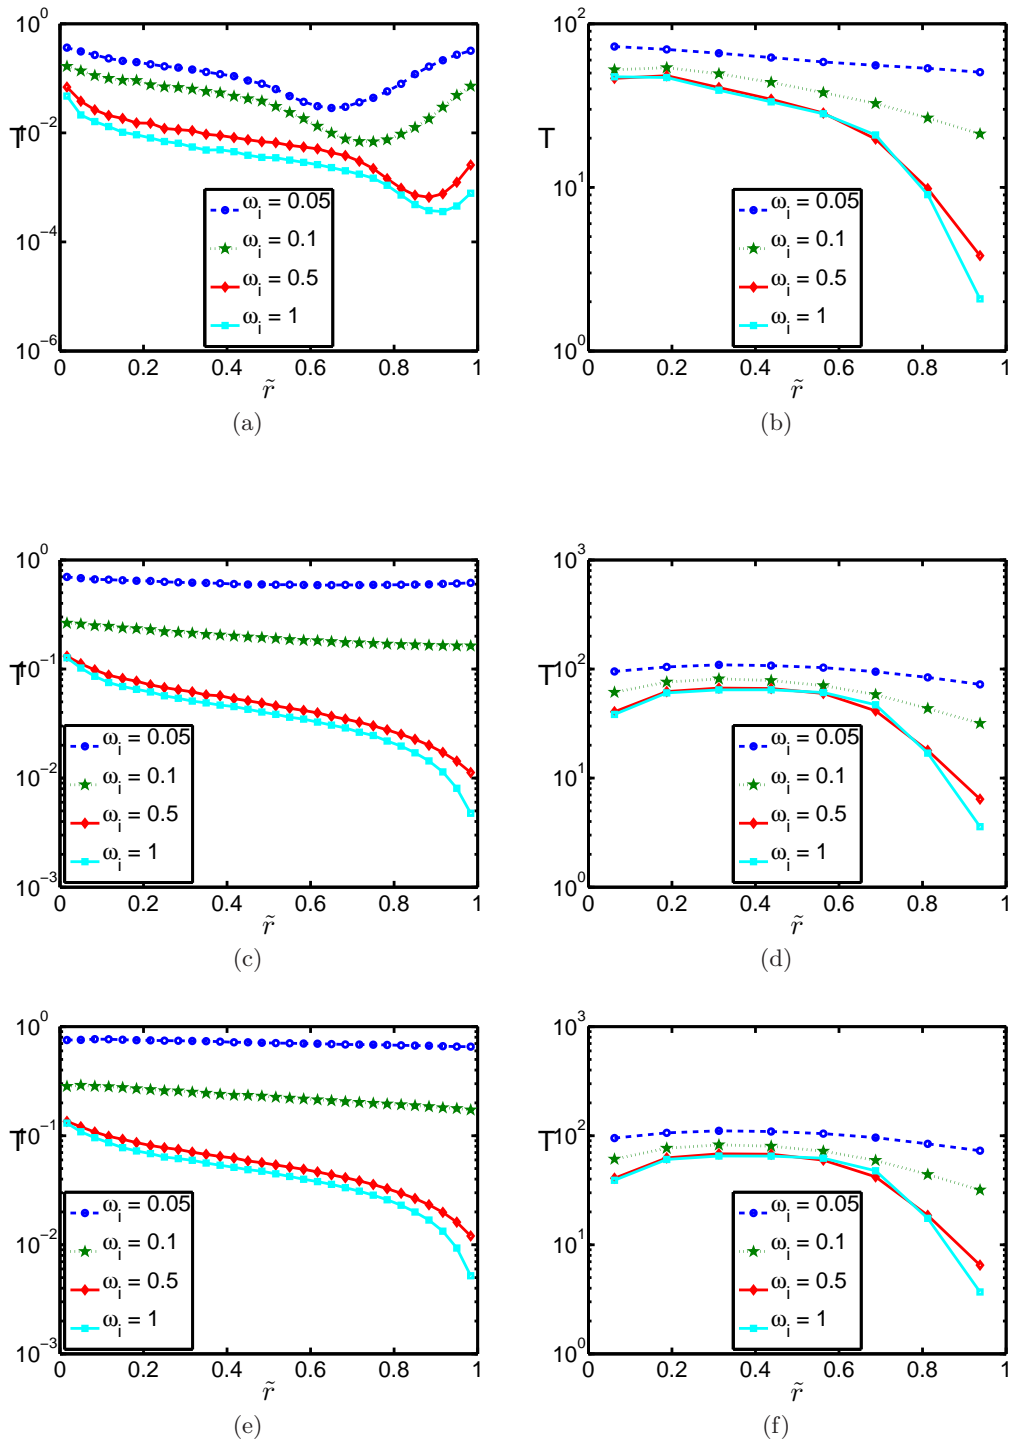 10^0
10^−2
10^−4
10^−6
T
0 0.2 0.4 0.6 0.8 1
r̃
ω_i = 0.05
ω_i = 0.1
ω_i = 0.5
ω_i = 1
(a)
10^2
10^1
10^0
T
0 0.2 0.4 0.6 0.8 1
r̃
ω_i = 0.05
ω_i = 0.1
ω_i = 0.5
ω_i = 1
(b)
10^0
10^−1
10^−2
10^−3
T
0 0.2 0.4 0.6 0.8 1
r̃
ω_i = 0.05
ω_i = 0.1
ω_i = 0.5
ω_i = 1
(c)
10^3
10^2
10^1
10^0
T
0 0.2 0.4 0.6 0.8 1
r̃
ω_i = 0.05
ω_i = 0.1
ω_i = 0.5
ω_i = 1
(d)
10^0
10^−1
10^−2
10^−3
T
0 0.2 0.4 0.6 0.8 1
r̃
ω_i = 0.05
ω_i = 0.1
ω_i = 0.5
ω_i = 1
(e)
10^3
10^2
10^1
10^0
T
0 0.2 0.4 0.6 0.8 1
r̃
ω_i = 0.05
ω_i = 0.1
ω_i = 0.5
ω_i = 1
(f)